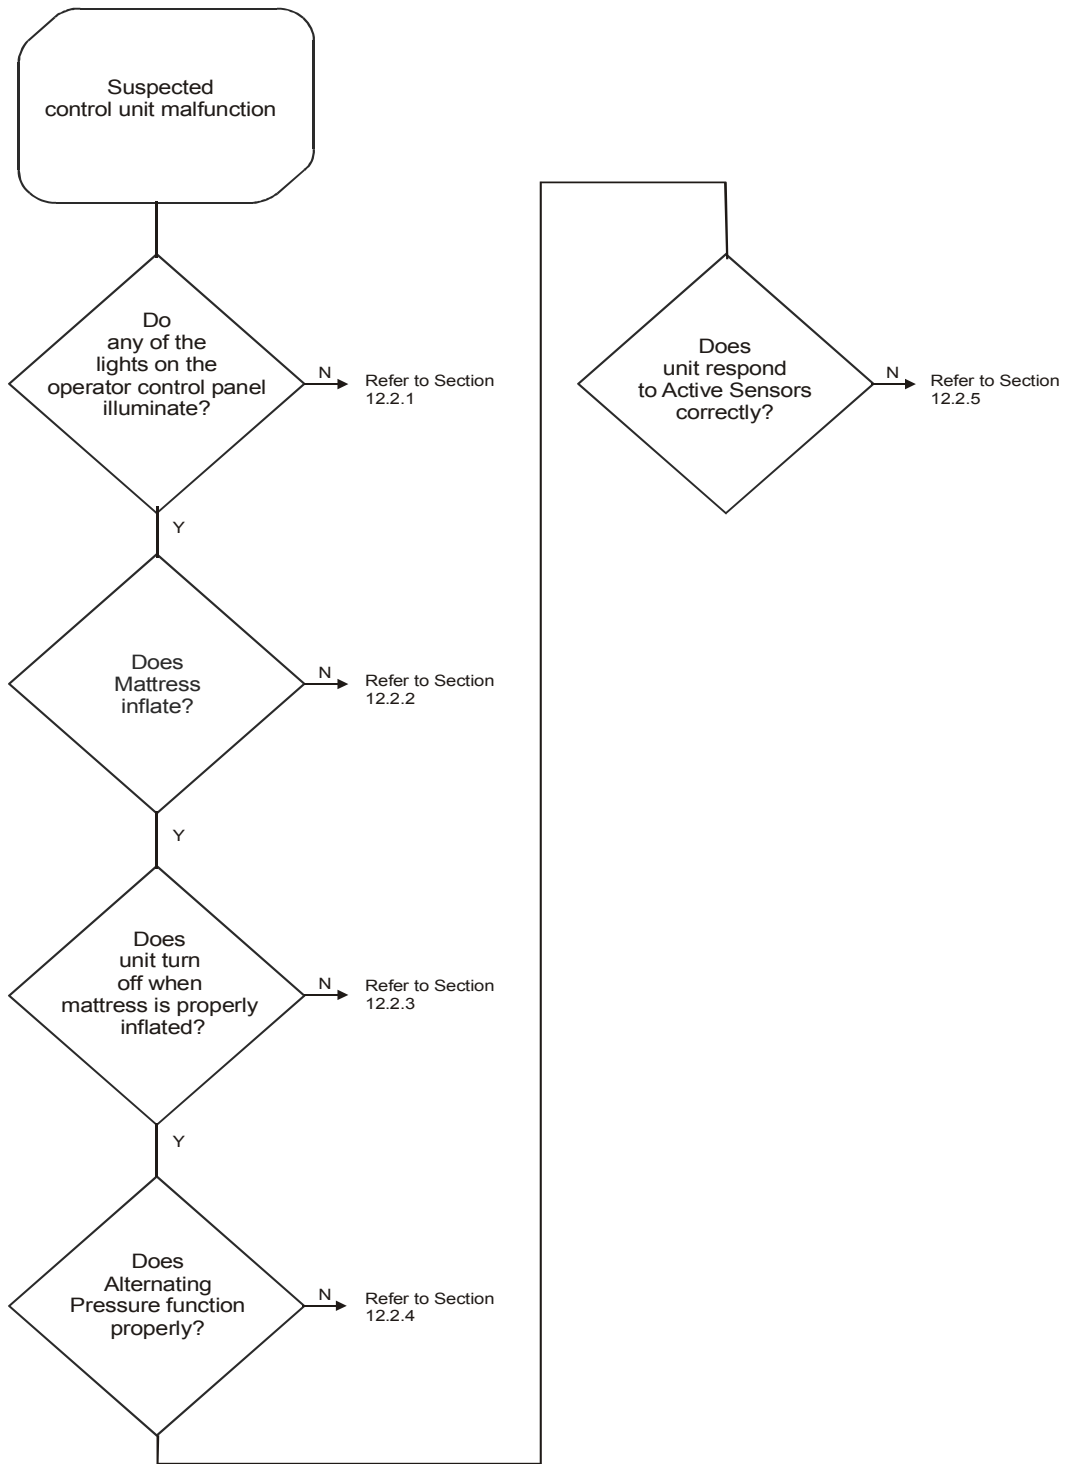 Suspected
control unit malfunction
Do
any of the
lights on the
operator control panel
illuminate?
N
Refer to Section
12.2.1
Y
Does
Mattress
inflate?
N
Refer to Section
12.2.2
Y
Does
unit turn
off when
mattress is properly
inflated?
N
Refer to Section
12.2.3
Y
Does
Alternating
Pressure function
properly?
N
Refer to Section
12.2.4
Does
unit respond
to Active Sensors
correctly?
N
Refer to Section
12.2.5